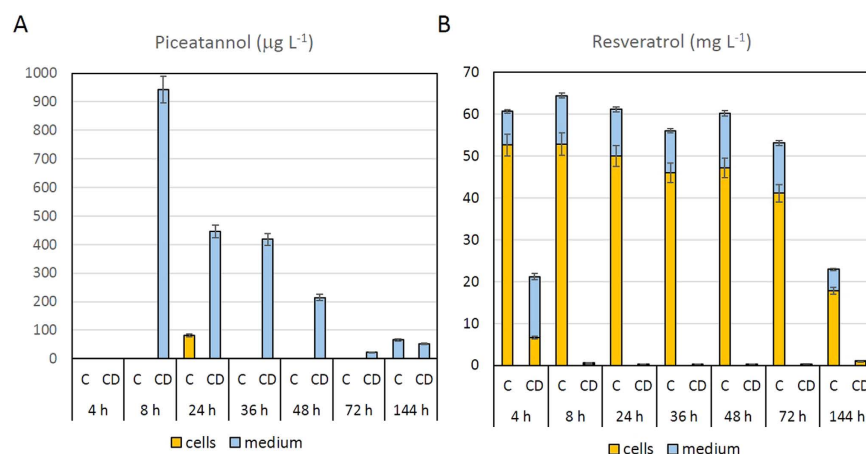 A
Piceatannol (µg L⁻¹)
1000
900
800
700
600
500
400
300
200
100
0
C CD C CD C CD C CD C CD C CD C CD
4 h 8 h 24 h 36 h 48 h 72 h 144 h
cells medium
B
Resveratrol (mg L⁻¹)
70
60
50
40
30
20
10
0
C CD C CD C CD C CD C CD C CD C CD
4 h 8 h 24 h 36 h 48 h 72 h 144 h
cells medium